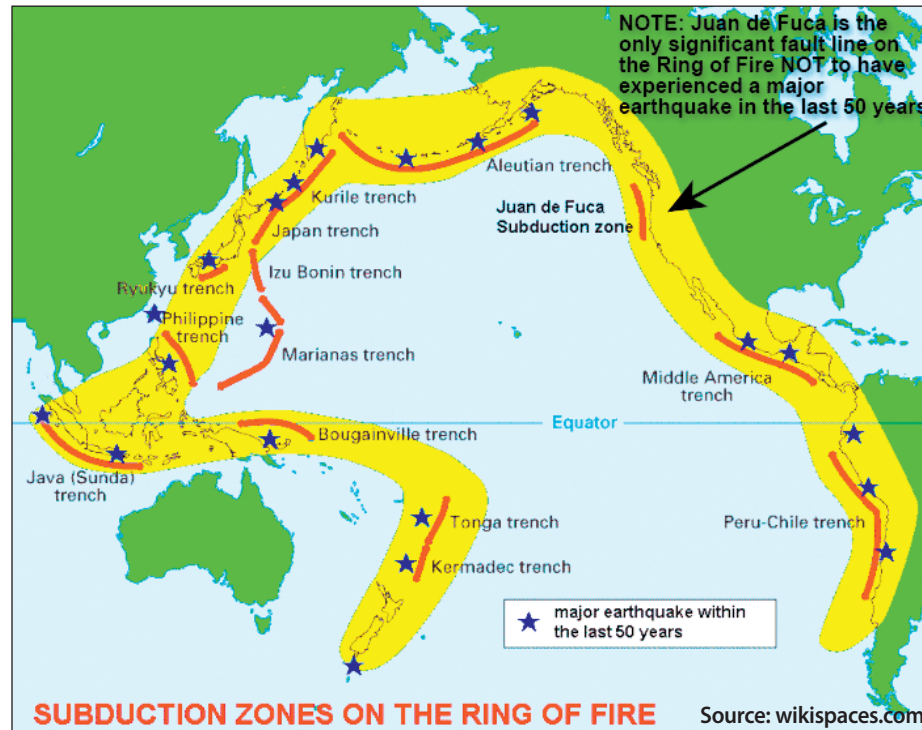 NOTE: Juan de Fuca is the
only significant fault line on
the Ring of Fire NOT to have
experienced a major
earthquake in the last 50 years
Aleutian trench
Kurile trench
Juan de Fuca
Subduction zone
Japan trench
Izu Bonin trench
Ryukyu trench
Philippine
trench
Marianas trench
Middle America
trench
Equator
Bougainville trench
Java (Sunda)
trench
Tonga trench
Peru-Chile trench
Kermadec trench
major earthquake within
the last 50 years
SUBDUCTION ZONES ON THE RING OF FIRE
Source: wikispaces.com